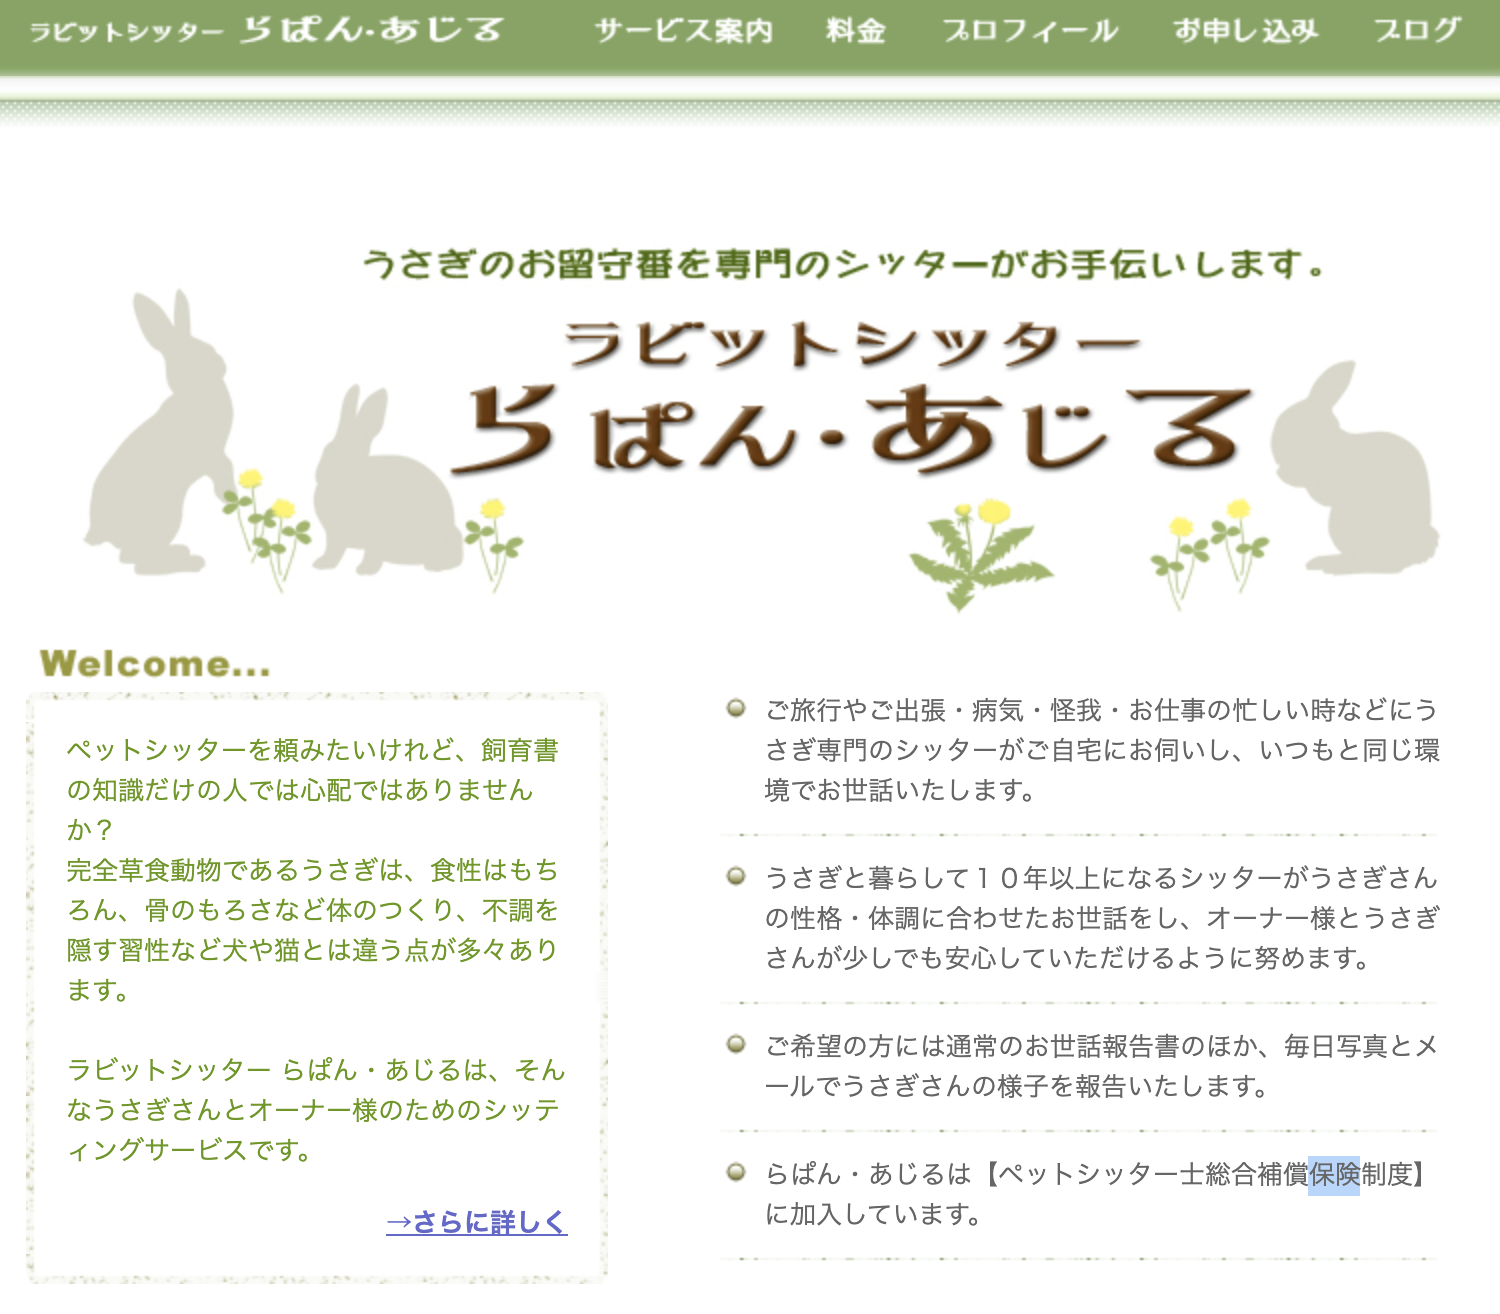 ラビットシッター らぱん・あじる サービス案内 料金 プロフィール お申し込み ブログ
うさぎのお留守番を専門のシッターがお手伝いします。
ラビットシッター
らぱん・あじる
Welcome...
ペットシッターを頼みたいけれど、飼育書
の知識だけの人では心配ではありません
か？
完全草食動物であるうさぎは、食性はもち
ろん、骨のもろさなど体のつくり、不調を
隠す習性など犬や猫とは違う点が多々あり
ます。
ラビットシッター らぱん・あじるは、そん
なうさぎさんとオーナー様のためのシッテ
ィングサービスです。
→さらに詳しく
ご旅行やご出張・病気・怪我・お仕事の忙しい時などにう
さぎ専門のシッターがご自宅にお伺いし、いつもと同じ環
境でお世話いたします。
うさぎと暮らして１０年以上になるシッターがうさぎさん
の性格・体調に合わせたお世話をし、オーナー様とうさぎ
さんが少しでも安心していただけるように努めます。
ご希望の方には通常のお世話報告書のほか、毎日写真とメ
ールでうさぎさんの様子を報告いたします。
らぱん・あじるは【ペットシッター士総合補償保険制度】
に加入しています。